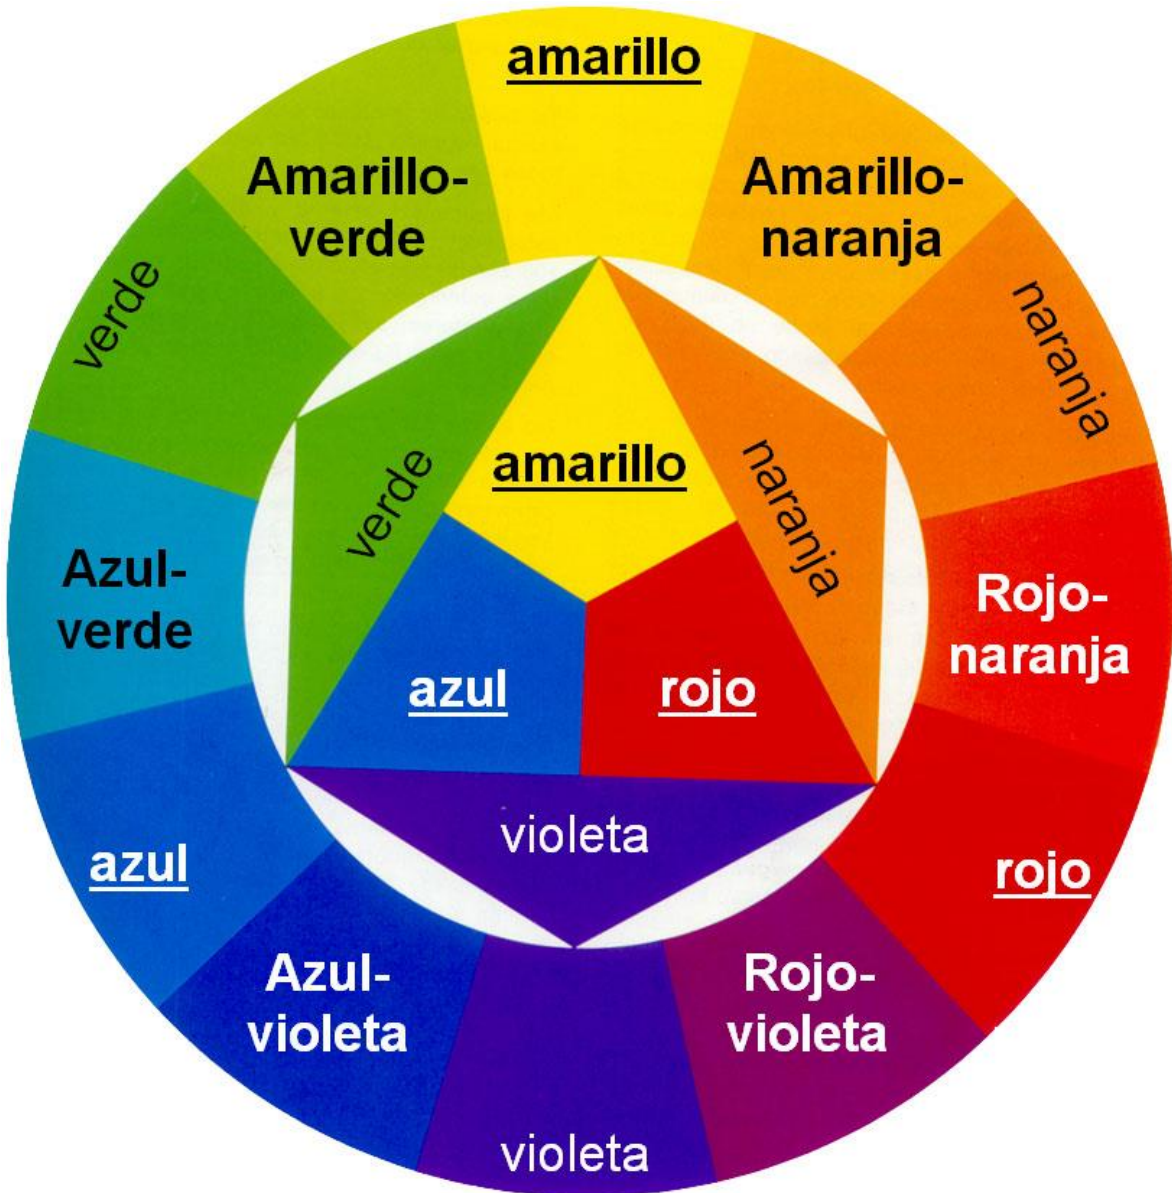 amarillo
Amarillo-
verde
Amarillo-
naranja
verde
naranja
verde
amarillo
naranja
Azul-
verde
Rojo-
naranja
azul
rojo
violeta
azul
rojo
Azul-
violeta
Rojo-
violeta
violeta